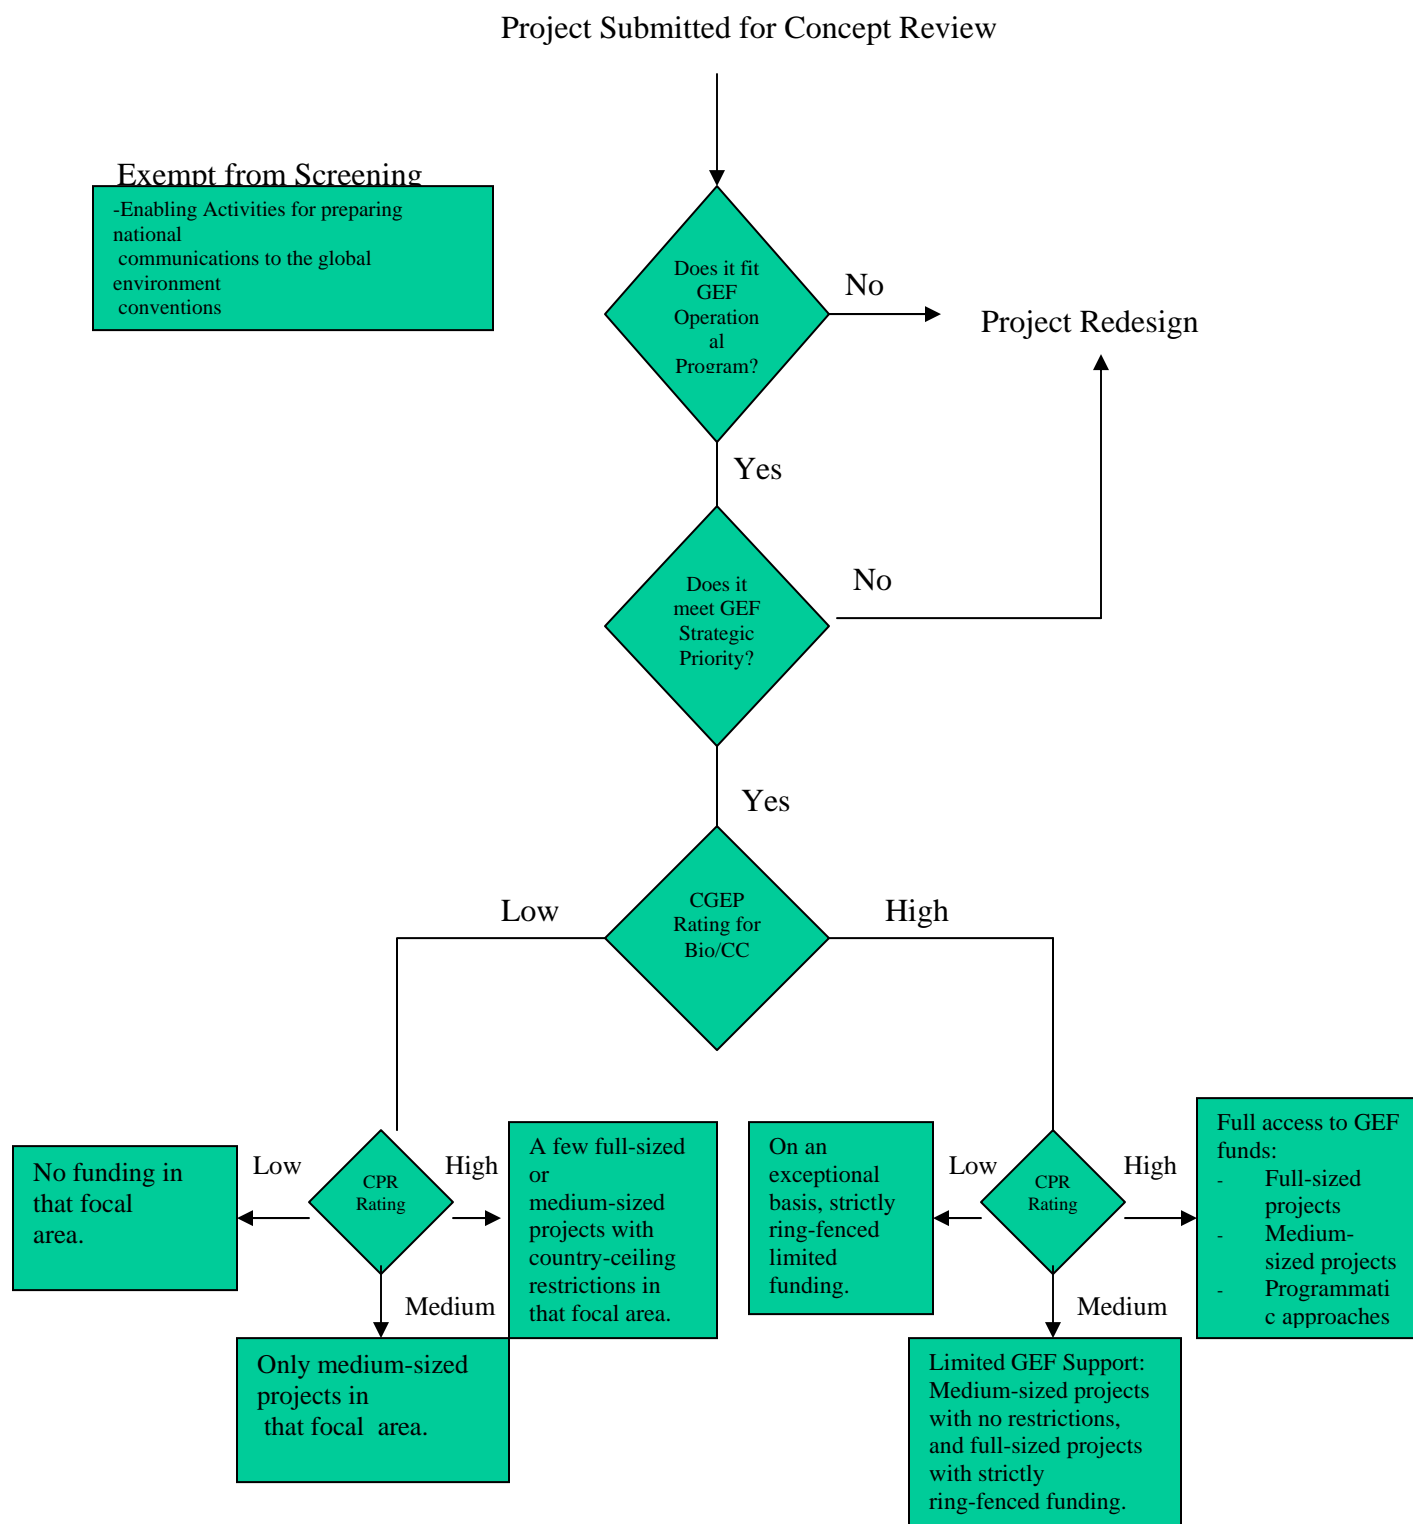 Project Submitted for Concept Review
Exempt from Screening
-Enabling Activities for preparing
national
communications to the global
environment
conventions
Does it fit
GEF
Operation
al
Program?
No
Project Redesign
Yes
Does it
meet GEF
Strategic
Priority?
No
Yes
CGEP
Rating for
Bio/CC
Low
High
No funding in
that focal
area.
Low
CPR
Rating
High
Medium
A few full-sized
or
medium-sized
projects with
country-ceiling
restrictions in
that focal area.
Only medium-sized
projects in
that focal area.
On an
exceptional
basis, strictly
ring-fenced
limited
funding.
Low
CPR
Rating
High
Medium
Full access to GEF
funds:
- Full-sized
projects
- Medium-
sized projects
- Programmati
c approaches
Limited GEF Support:
Medium-sized projects
with no restrictions,
and full-sized projects
with strictly
ring-fenced funding.